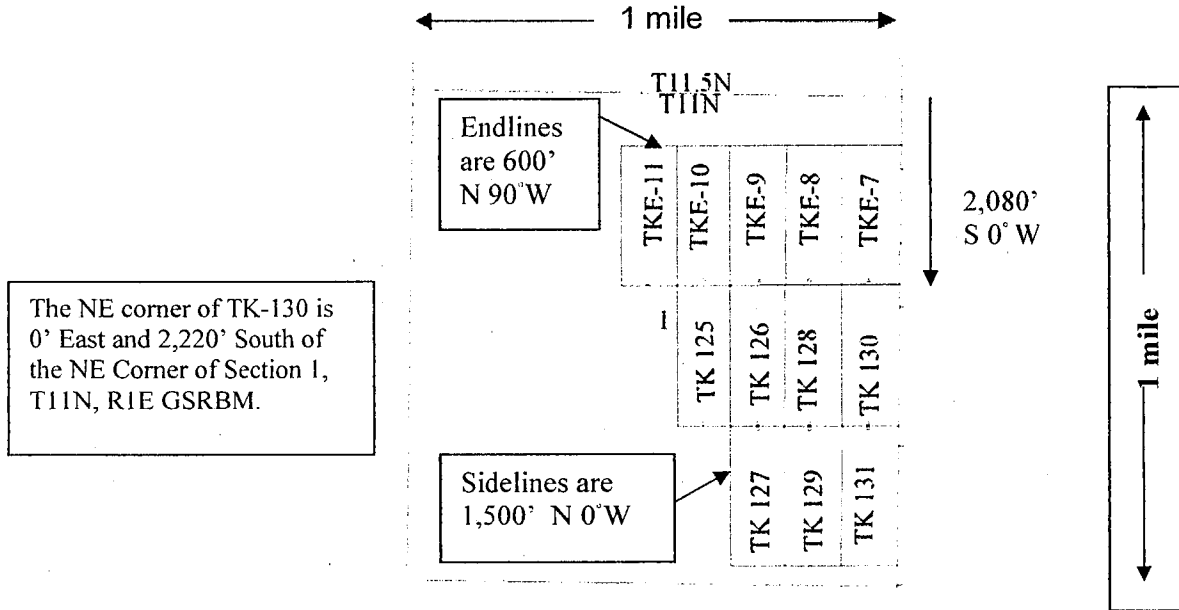 1 mile
T11.5N
T11N
Endlines
are 600'
N 90°W
TKE-11
TKE-10
TKE-9
TKE-8
TKE-7
2,080'
S 0° W
The NE corner of TK-130 is
0' East and 2,220' South of
the NE Corner of Section 1,
T11N, R1E GSRBM.
1
TK 125
TK 126
TK 128
TK 130
1 mile
Sidelines are
1,500' N 0°W
TK 127
TK 129
TK 131